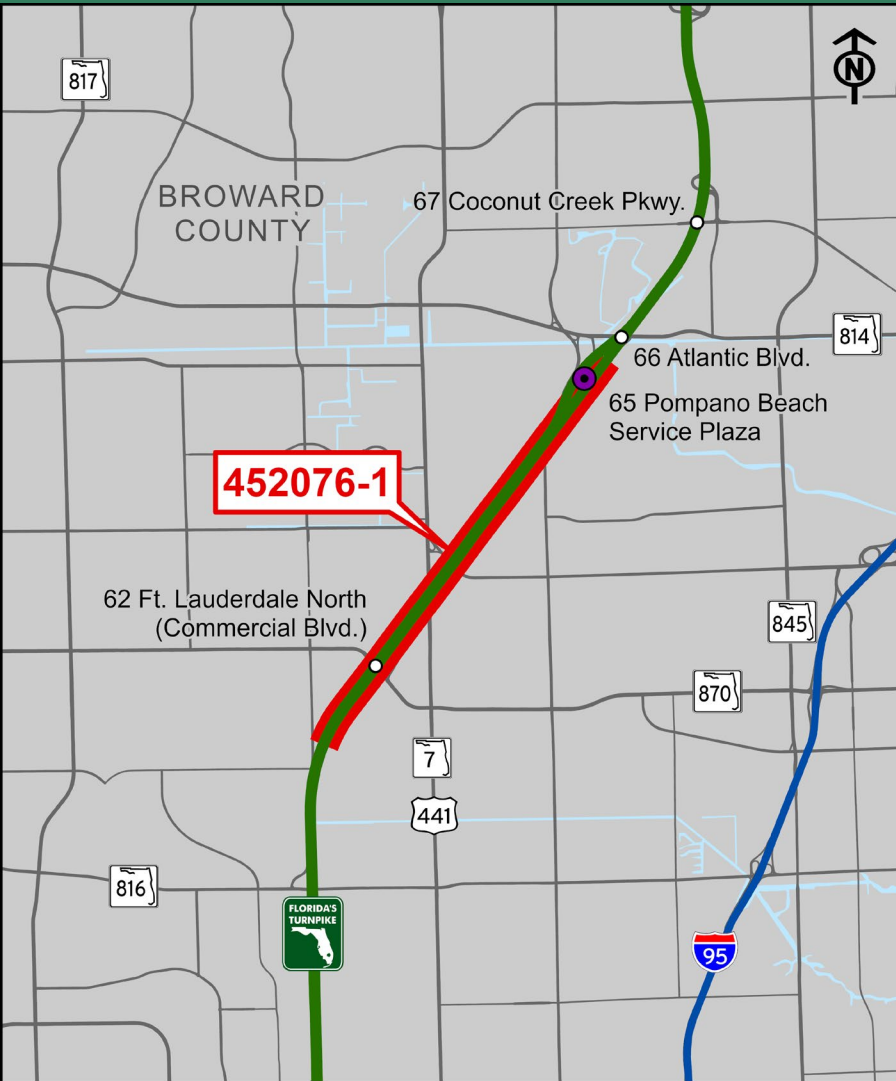 817
N
BROWARD
COUNTY
67 Coconut Creek Pkwy.
814
66 Atlantic Blvd.
65 Pompano Beach
Service Plaza
452076-1
62 Ft. Lauderdale North
(Commercial Blvd.)
845
870
7
441
816
FLORIDA'S
TURNPIKE
95